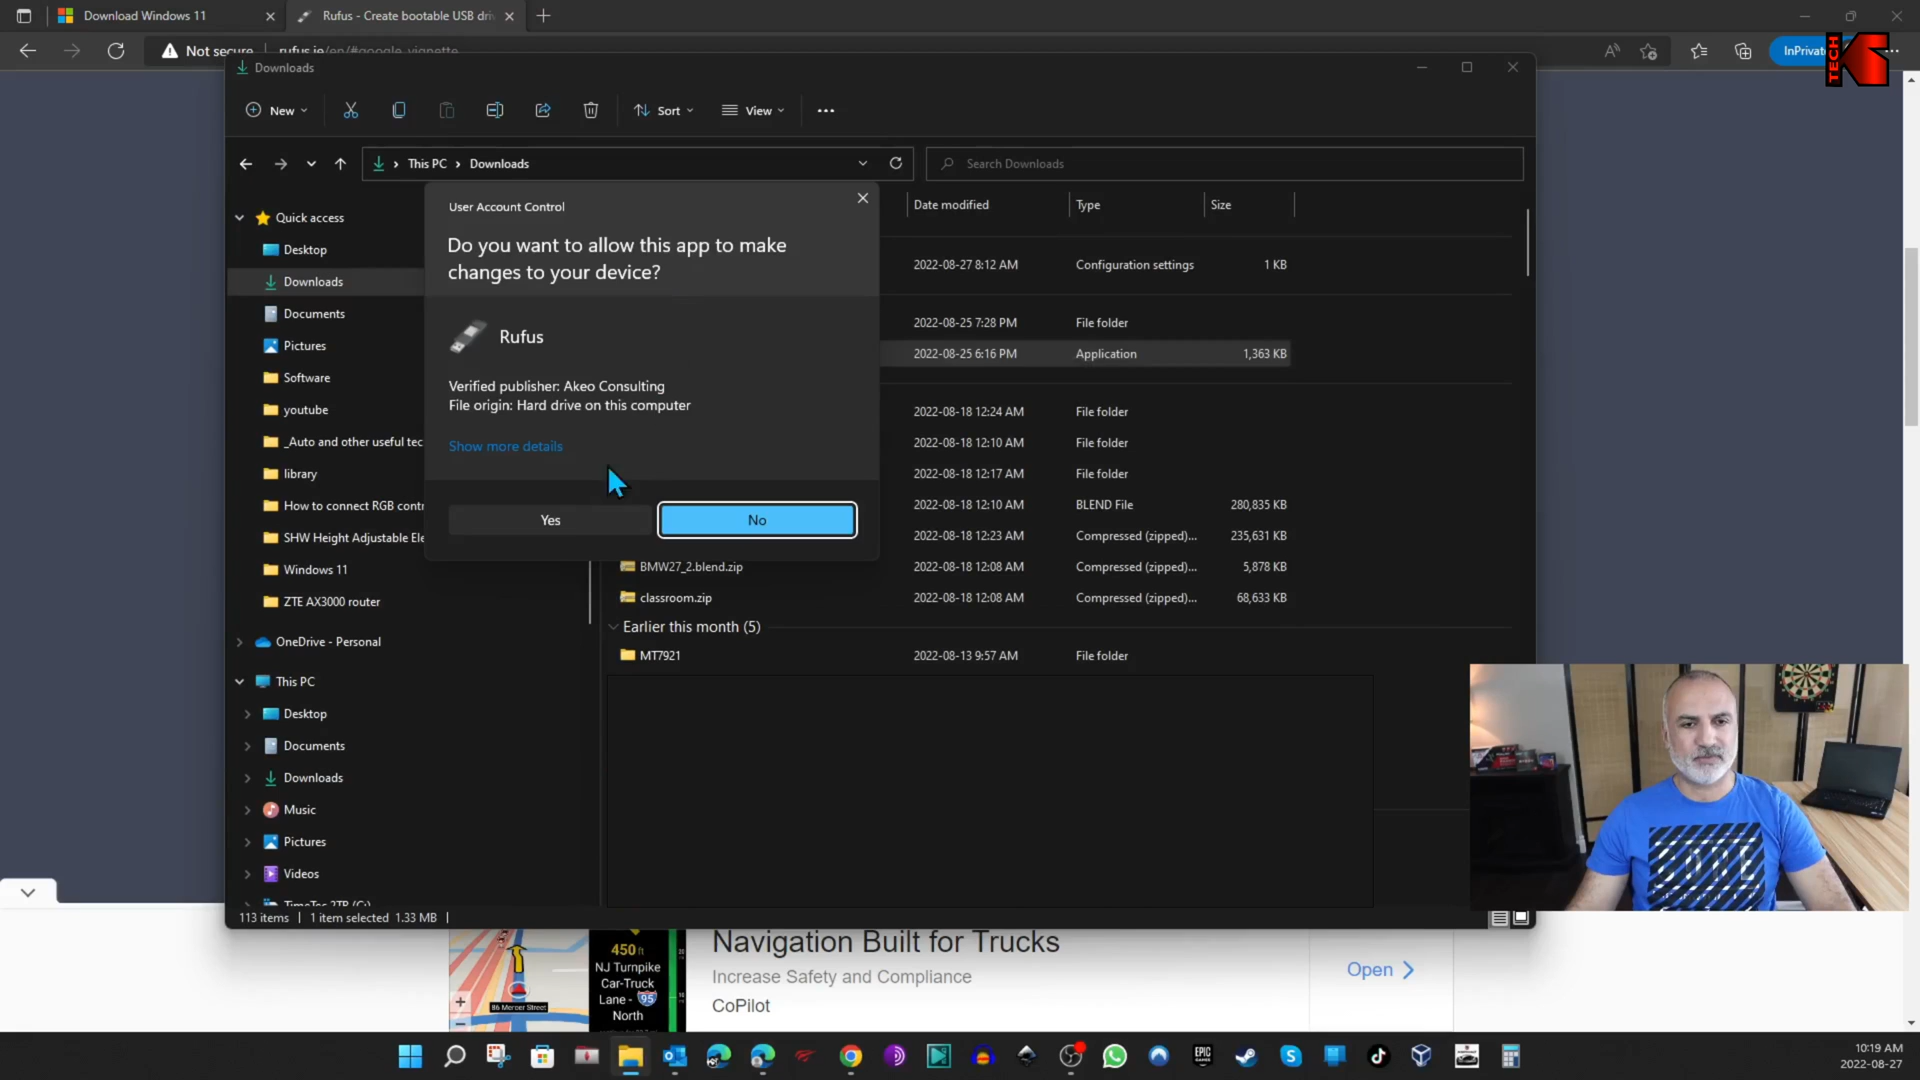 Download Windows 11
Rufus - Create bootable USB dri
Not secure
rufus.ie/en/#google_vignette
InPrivate
TECH
Downloads
New
Sort
View
This PC
Downloads
Search Downloads
User Account Control
Do you want to allow this app to make
changes to your device?
Rufus
Verified publisher: Akeo Consulting
File origin: Hard drive on this computer
Show more details
Yes
No
Date modified
Type
Size
2022-08-27 8:12 AM Configuration settings 1 KB
2022-08-25 7:28 PM File folder
2022-08-25 6:16 PM Application 1,363 KB
2022-08-18 12:24 AM File folder
2022-08-18 12:10 AM File folder
2022-08-18 12:17 AM File folder
2022-08-18 12:10 AM BLEND File 280,835 KB
2022-08-18 12:23 AM Compressed (zipped)... 235,631 KB
BMW27_2.blend.zip 2022-08-18 12:08 AM Compressed (zipped)... 5,878 KB
classroom.zip 2022-08-18 12:08 AM Compressed (zipped)... 68,633 KB
Earlier this month (5)
MT7921 2022-08-13 9:57 AM File folder
Quick access
Desktop
Downloads
Documents
Pictures
Software
youtube
_Auto and other useful tec
library
How to connect RGB contr
SHW Height Adjustable Ele
Windows 11
ZTE AX3000 router
OneDrive - Personal
This PC
Desktop
Documents
Downloads
Music
Pictures
Videos
113 items
1 item selected 1.33 MB
450 ft
NJ Turnpike
Car-Truck
Lane - 95
North
86 Mercer Street
Navigation Built for Trucks
Increase Safety and Compliance
CoPilot
Open
EPIC
GAMES
10:19 AM
2022-08-27